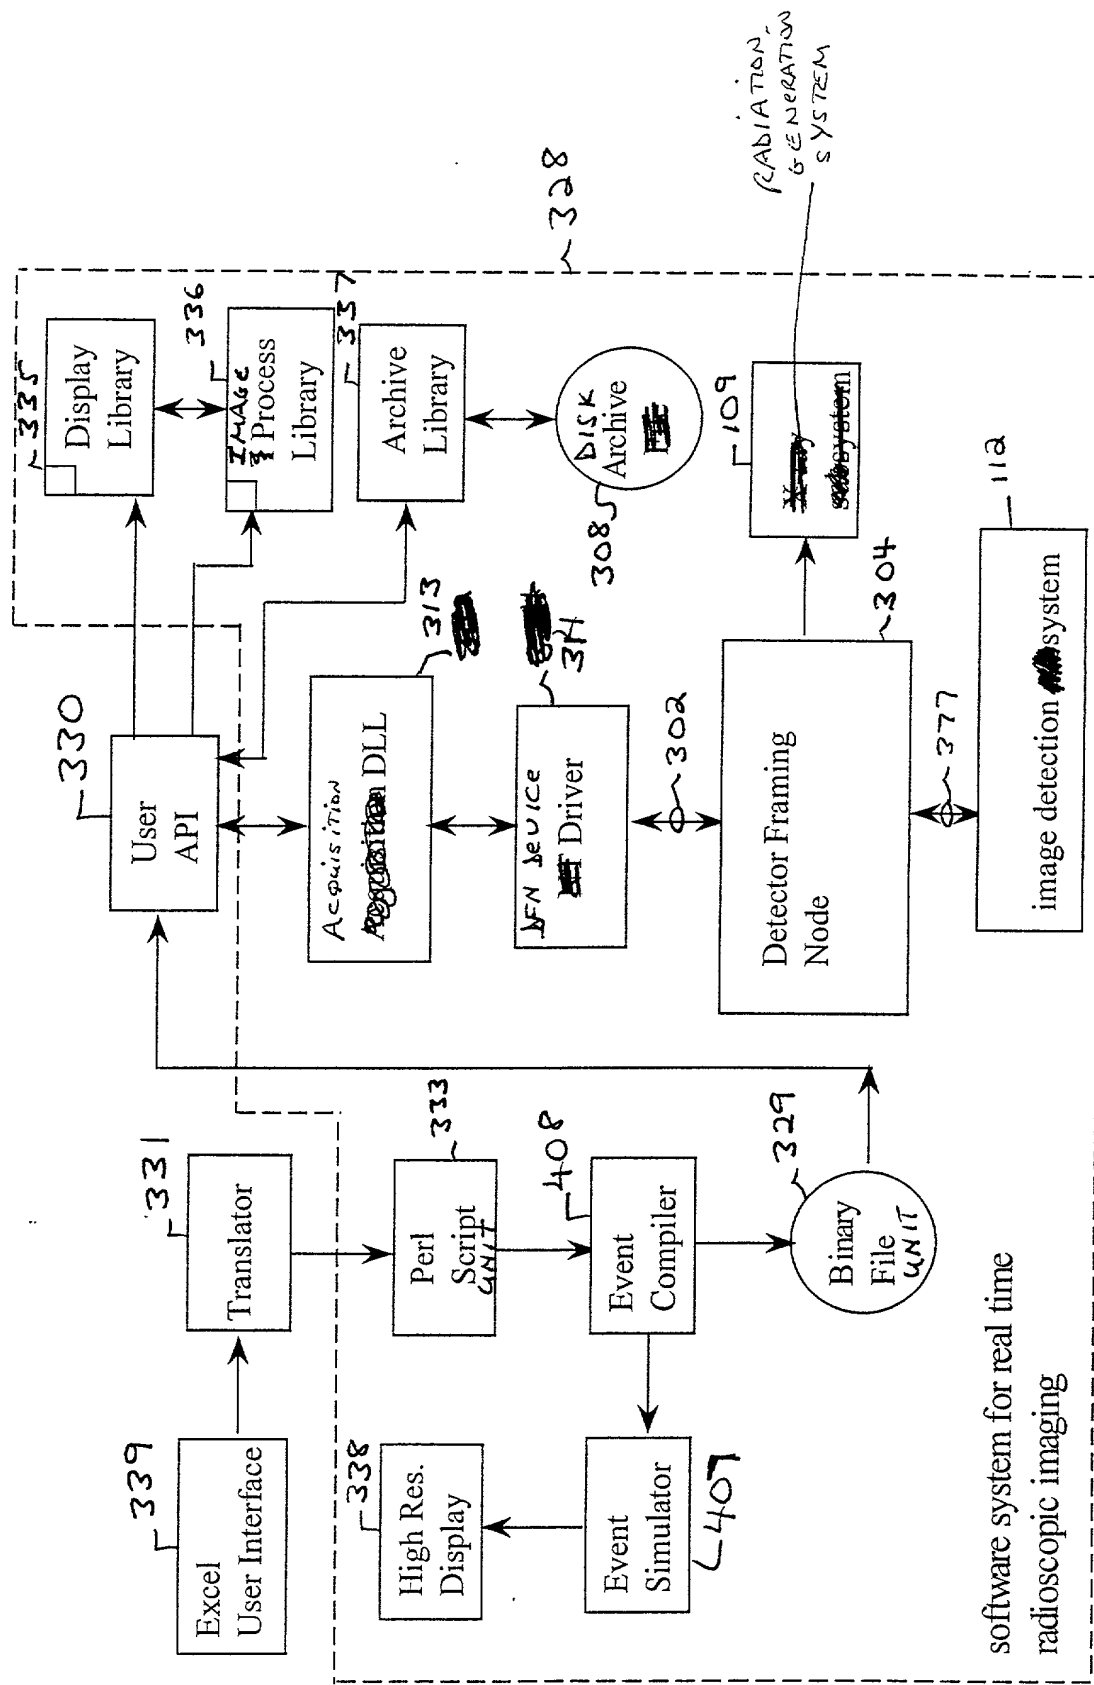 339
Excel
User Interface
331
Translator
330
User
API
335
Display
Library
336
IMAGE
Process
Library
337
Archive
Library
328
338
High Res.
Display
333
Perl
Script
UNIT
Acquisition
DLL
313
407
Event
Simulator
408
Event
Compiler
DFN DEVICE
Driver
314
308
DISK
Archive
302
329
Binary
File
UNIT
Detector Framing
Node
304
109
RADIATION
GENERATION
SYSTEM
377
image detection system
112
software system for real time
radioscopic imaging